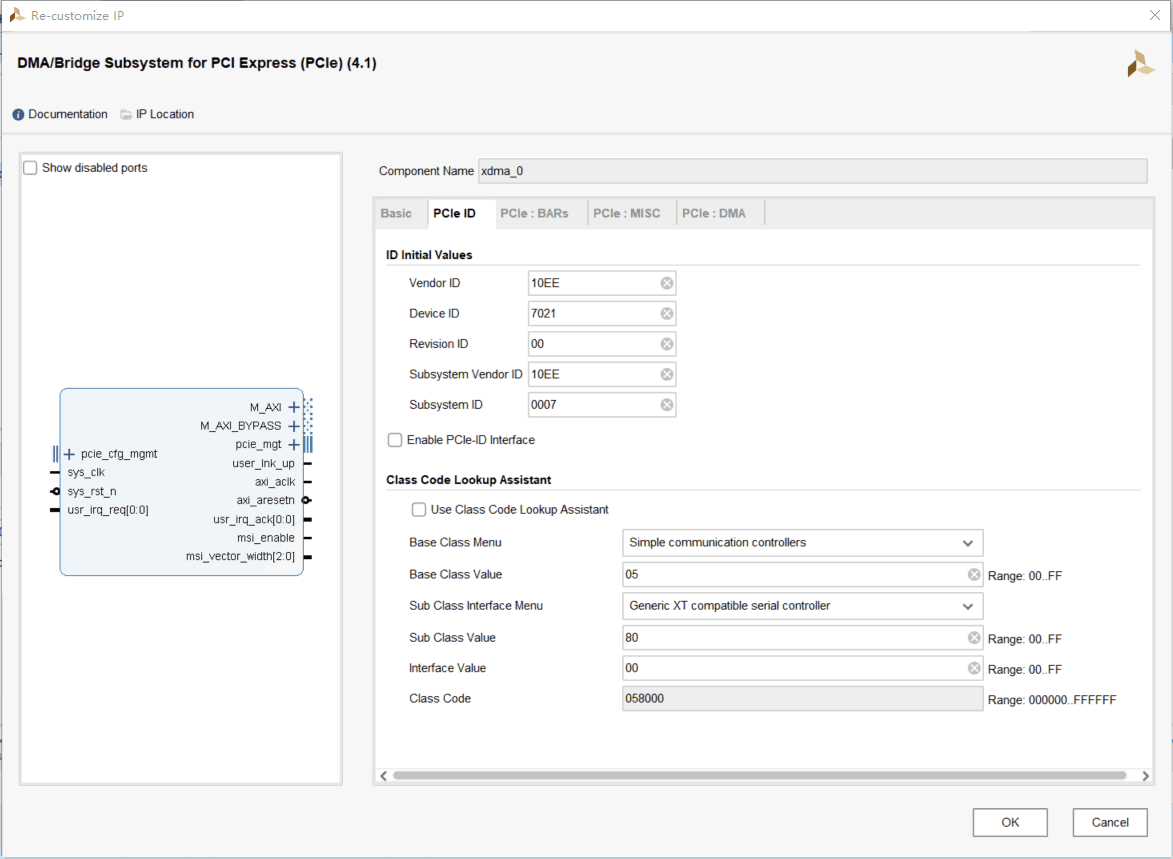 Re-customize IP
DMA/Bridge Subsystem for PCI Express (PCIe) (4.1)
Documentation IP Location
Show disabled ports
M_AXI
M_AXI_BYPASS
pcie_mgt
pcie_cfg_mgmt
user_lnk_up
sys_clk
axi_aclk
sys_rst_n
axi_aresetn
usr_irq_req[0:0]
usr_irq_ack[0:0]
msi_enable
msi_vector_width[2:0]
Component Name xdma_0
Basic PCIe ID PCIe : BARs PCIe : MISC PCIe : DMA
ID Initial Values
Vendor ID 10EE
Device ID 7021
Revision ID 00
Subsystem Vendor ID 10EE
Subsystem ID 0007
Enable PCIe-ID Interface
Class Code Lookup Assistant
Use Class Code Lookup Assistant
Base Class Menu Simple communication controllers
Base Class Value 05 Range: 00..FF
Sub Class Interface Menu Generic XT compatible serial controller
Sub Class Value 80 Range: 00..FF
Interface Value 00 Range: 00..FF
Class Code 058000 Range: 000000..FFFFFF
OK Cancel